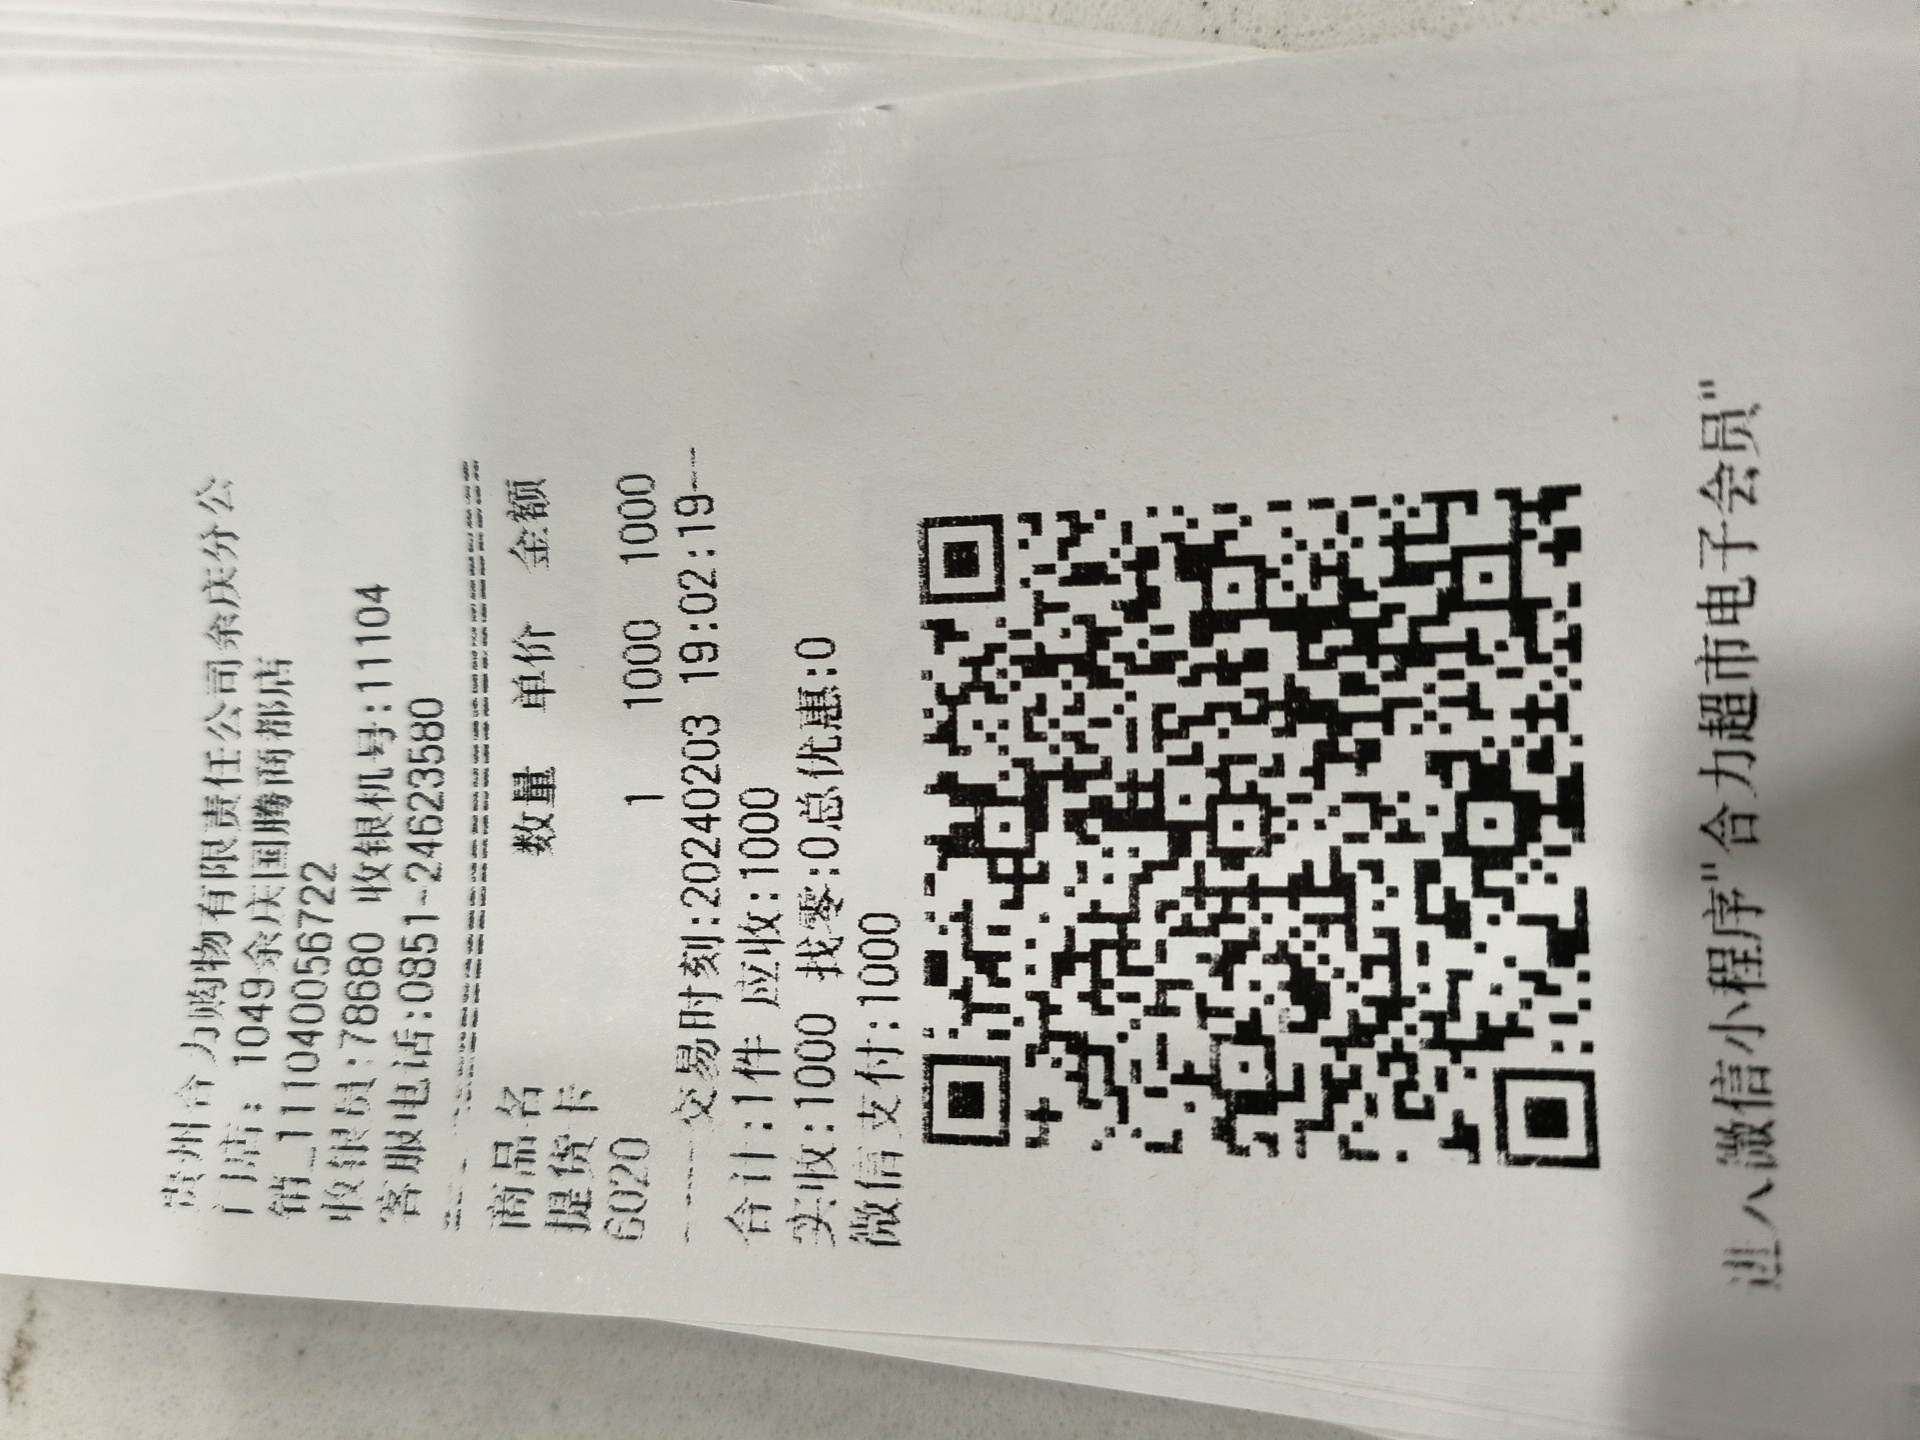 贵州合力购物有限责任公司余庆分公
门店: 1049余庆国腾商都店
销_111040056722
收银员:78680 收银机号:11104
客服电话:0851-24623580
商品名 数量 单价 金额
提货卡
6020 1 1000 1000
----交易时刻:20240203 19:02:19--
合计:1件 应收:1000
实收:1000 找零:0总优惠:0
微信支付:1000
进入微信小程序"合力超市电子会员"